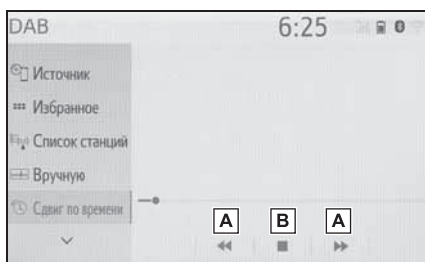 DAB 6:25
Источник
Избранное
Список станций
Вручную
Сдвиг по времени
A B A